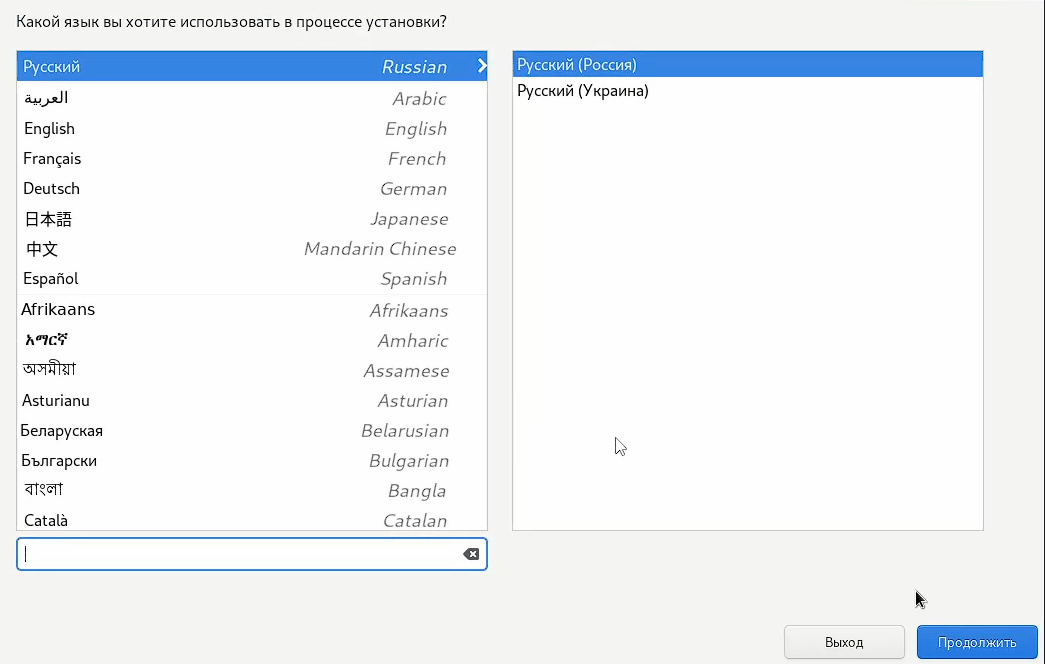 Какой язык вы хотите использовать в процессе установки?
Русский Russian
العربية Arabic
English English
Français French
Deutsch German
日本語 Japanese
中文 Mandarin Chinese
Español Spanish
Afrikaans Afrikaans
አማርኛ Amharic
অসমীয়া Assamese
Asturianu Asturian
Беларуская Belarusian
Български Bulgarian
বাংলা Bangla
Català Catalan
Русский (Россия)
Русский (Украина)
Выход Продолжить